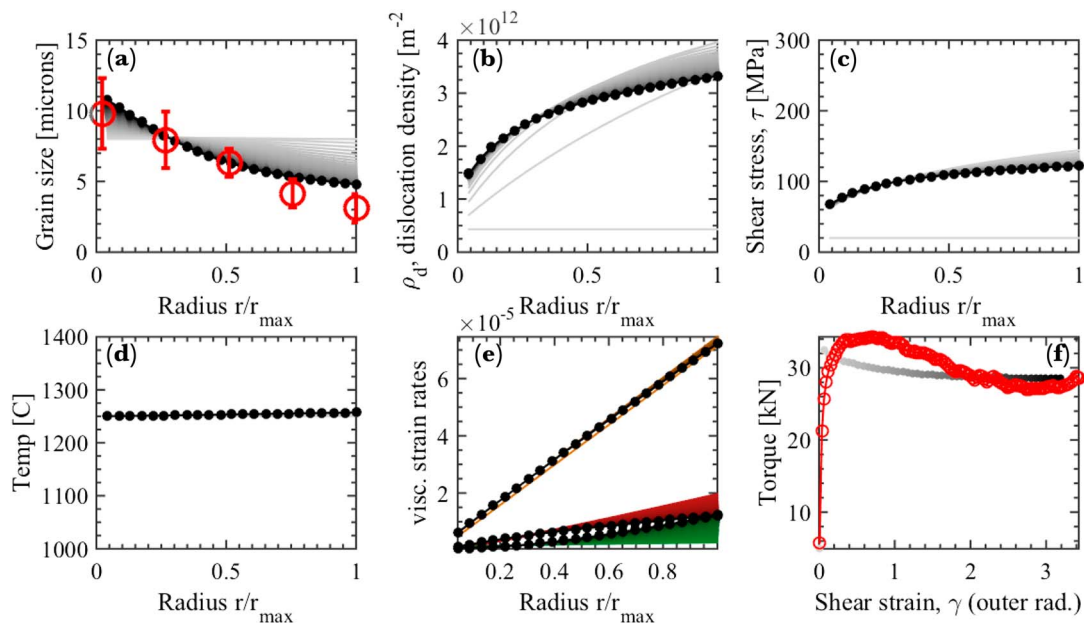 (a)
Grain size [microns]
15
10
5
0
0 0.5 1
Radius r/r_max
×10^12
(b)
ρ_d, dislocation density [m^-2]
4
3
2
1
0
0 0.5 1
Radius r/r_max
(c)
Shear stress, τ [MPa]
300
200
100
0
0 0.5 1
Radius r/r_max
(d)
Temp [C]
1400
1300
1200
1100
1000
0 0.5 1
Radius r/r_max
×10^-5
(e)
visc. strain rates
6
4
2
0.2 0.4 0.6 0.8
Radius r/r_max
(f)
Torque [kN]
30
20
10
0 1 2 3
Shear strain, γ (outer rad.)